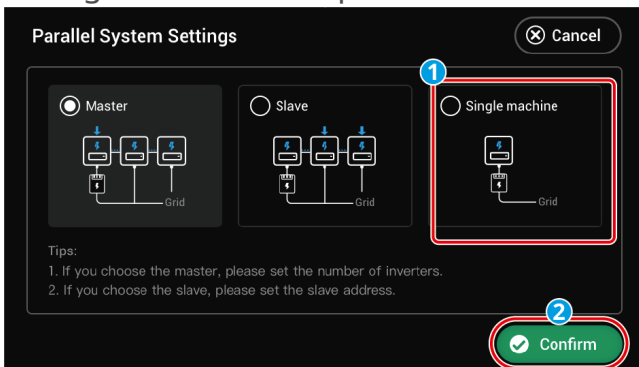 Parallel System Settings
Cancel
1
Master
Slave
Single machine
Grid
Grid
Grid
Tips:
1. If you choose the master, please set the number of inverters.
2. If you choose the slave, please set the slave address.
2
Confirm